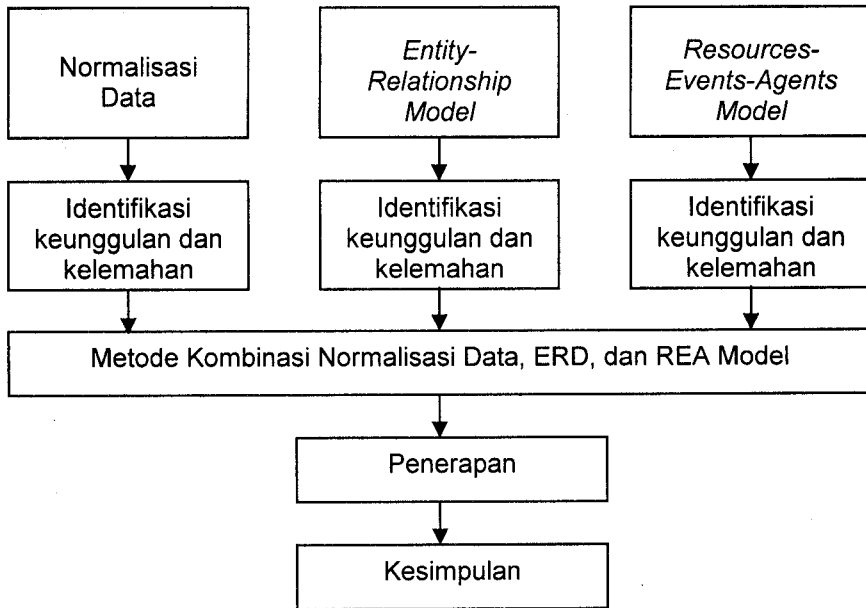 Normalisasi
Data
Entity-
Relationship
Model
Resources-
Events-Agents
Model
Identifikasi
keunggulan dan
kelemahan
Identifikasi
keunggulan dan
kelemahan
Identifikasi
keunggulan dan
kelemahan
Metode Kombinasi Normalisasi Data, ERD, dan REA Model
Penerapan
Kesimpulan